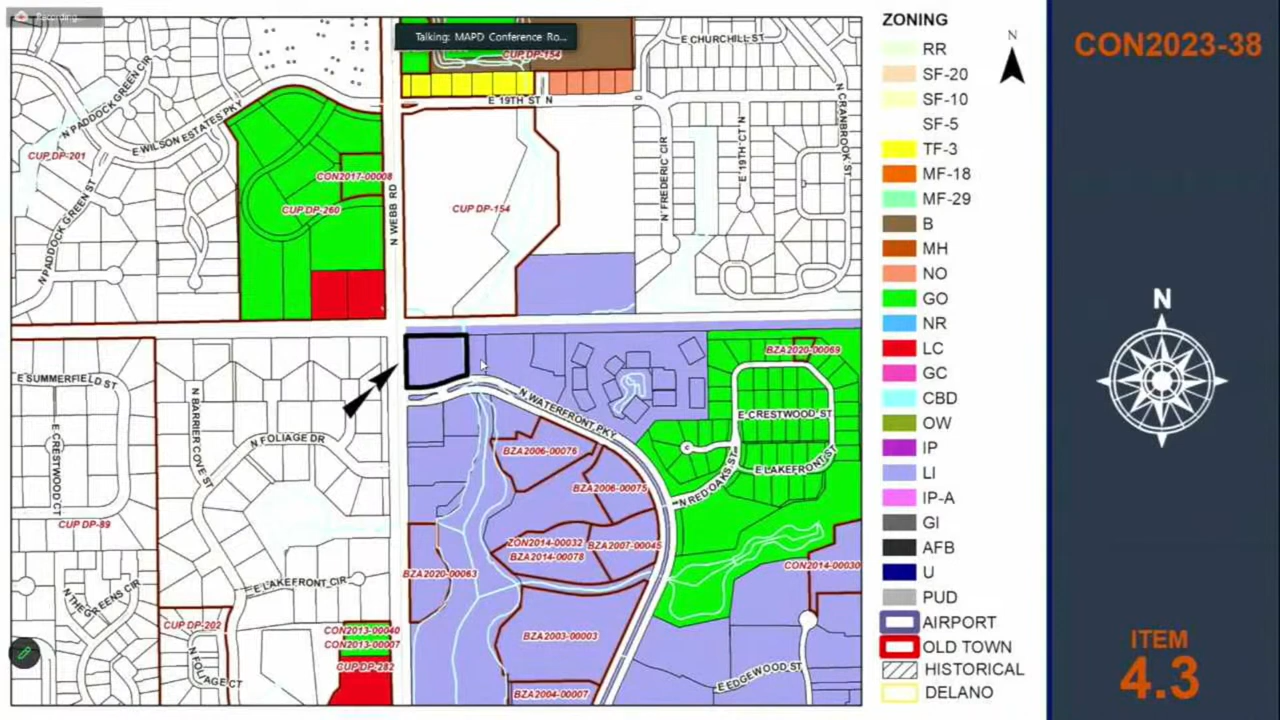 Recording...
Talking: MAPD Conference Ro...
CUP DP-154
E CHURCHILL ST
N CRANBROOK ST
N PADDOCK GREEN CIR
E WILSON ESTATES PKY
E 19TH ST N
CUP DP-201
N PADDOCK GREEN ST
CON2017-00008
CUP DP-260
N WEBB RD
CUP DP-154
N FREDERIC CIR
E 19TH CT N
E SUMMERFIELD ST
E CRESTWOOD CT
N BARRIER COVE ST
N FOLIAGE DR
CUP DP-89
N WATERFRONT PKY
BZA2020-00069
E CRESTWOOD ST
E LAKEFRONT ST
N RED OAKS ST
BZA2006-00076
BZA2006-00075
ZON2014-00032
BZA2014-00078
BZA2007-00045
BZA2020-00063
CON2014-00030
E LAKEFRONT CIR
N THE GREENS CIR
CUP DP-202
N FOLIAGE CT
CON2013-00040
CON2013-00007
CUP DP-282
BZA2003-00003
BZA2004-00007
E EDGEWOOD ST
ZONING
RR
SF-20
SF-10
SF-5
TF-3
MF-18
MF-29
B
MH
NO
GO
NR
LC
GC
CBD
OW
IP
LI
IP-A
GI
AFB
U
PUD
AIRPORT
OLD TOWN
HISTORICAL
DELANO
N
CON2023-38
N
ITEM
4.3